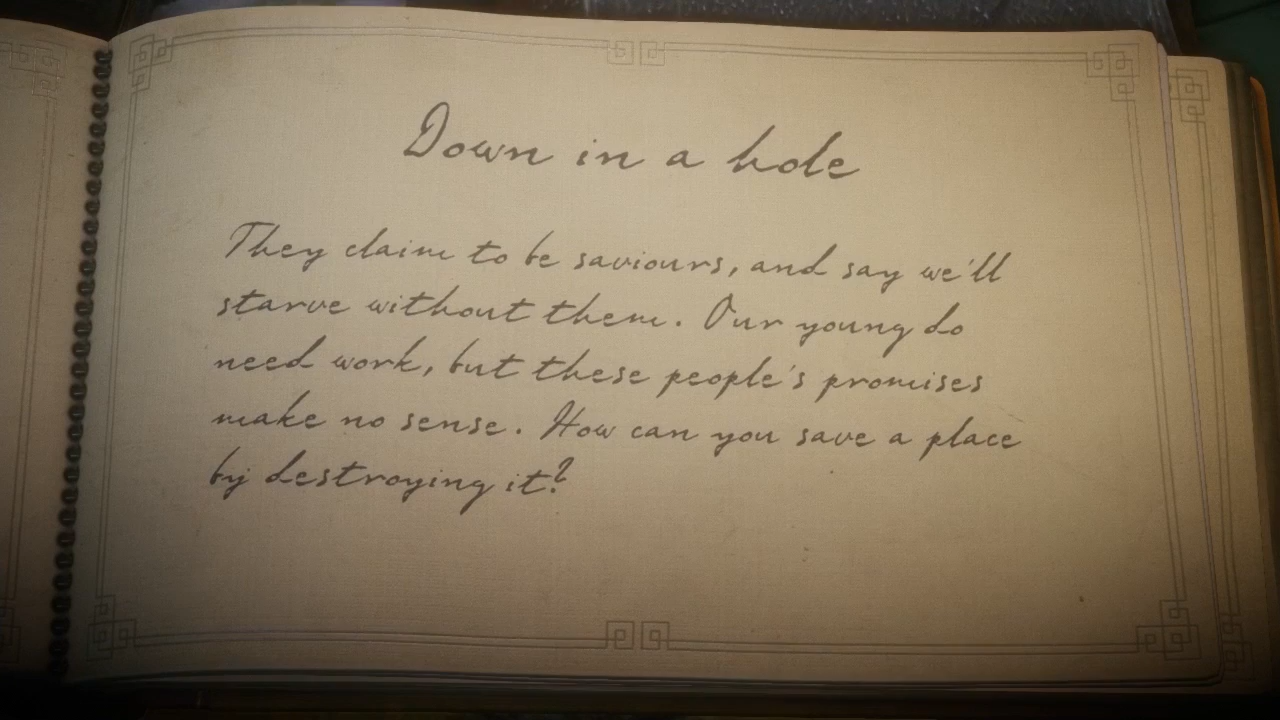 Down in a hole
They claim to be saviours, and say we'll
starve without them. Our young do
need work, but these people's promises
make no sense. How can you save a place
by destroying it?